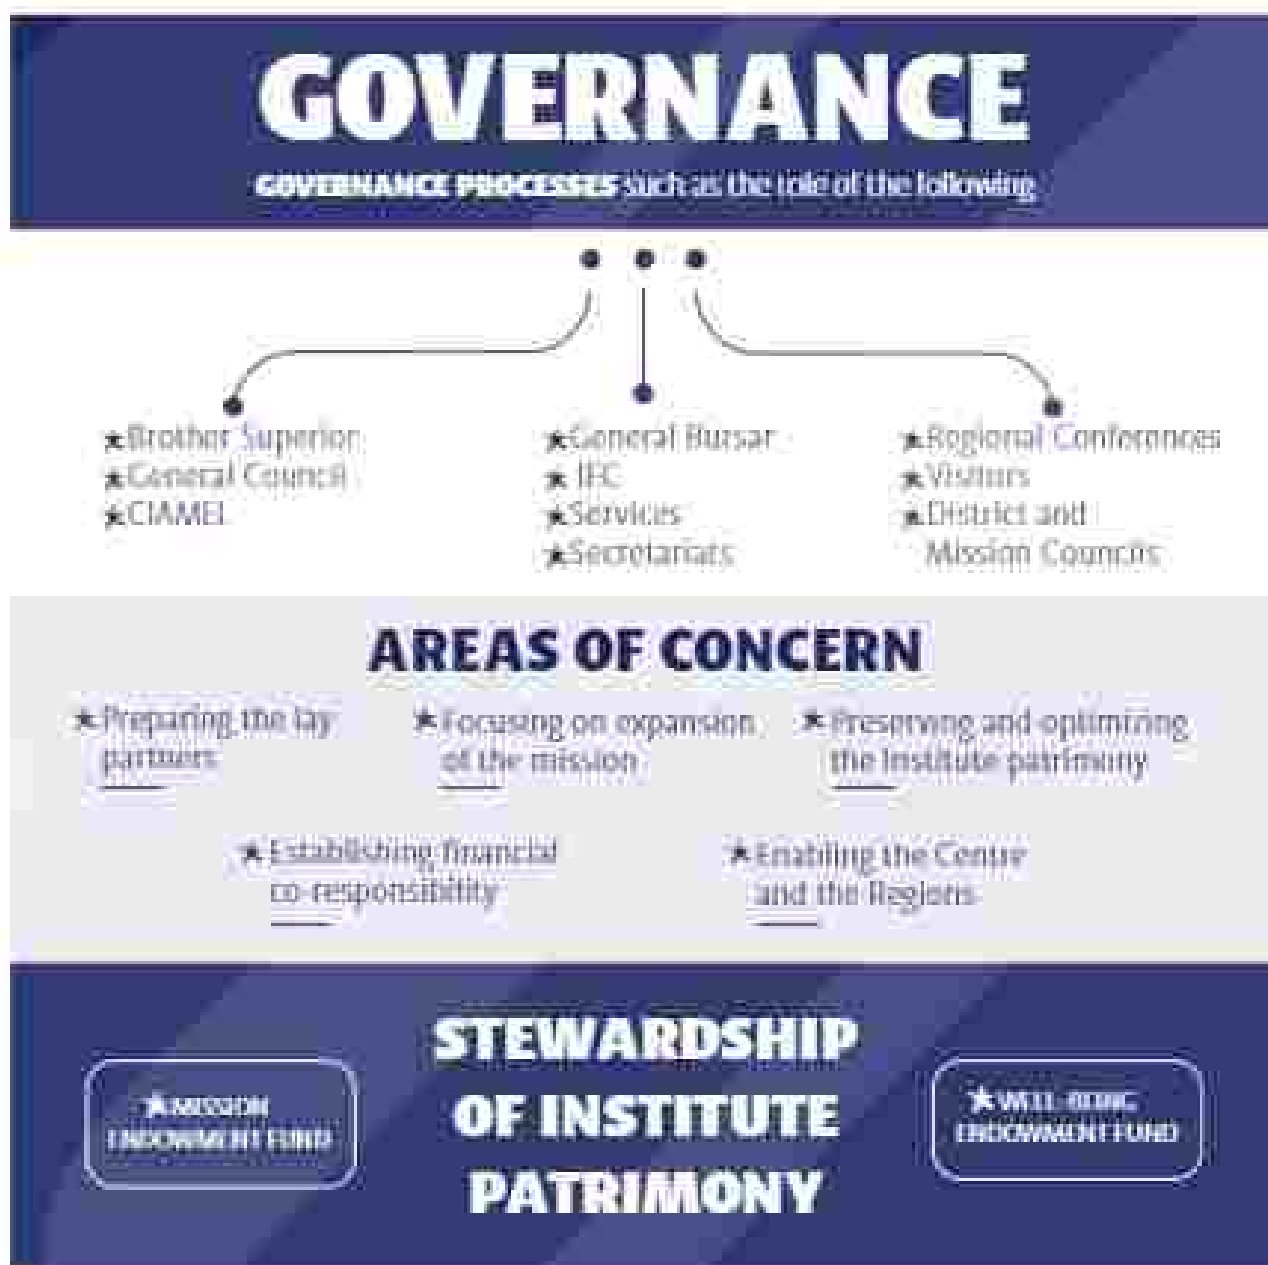 GOVERNANCE
GOVERNANCE PROCESSES such as the role of the following
★Brother Superior
★General Council
★CIAMEL
★General Bursar
★IFC
★Services
★Secretariats
★Regional Conferences
★Visitors
★District and
Mission Councils
AREAS OF CONCERN
★Preparing the lay
partners
★Focusing on expansion
of the mission
★Preserving and optimizing
the Institute patrimony
★Establishing financial
co-responsibility
★Enabling the Centre
and the Regions
STEWARDSHIP
OF INSTITUTE
PATRIMONY
★MISSION
ENDOWMENT FUND
★WELL-BEING
ENDOWMENT FUND